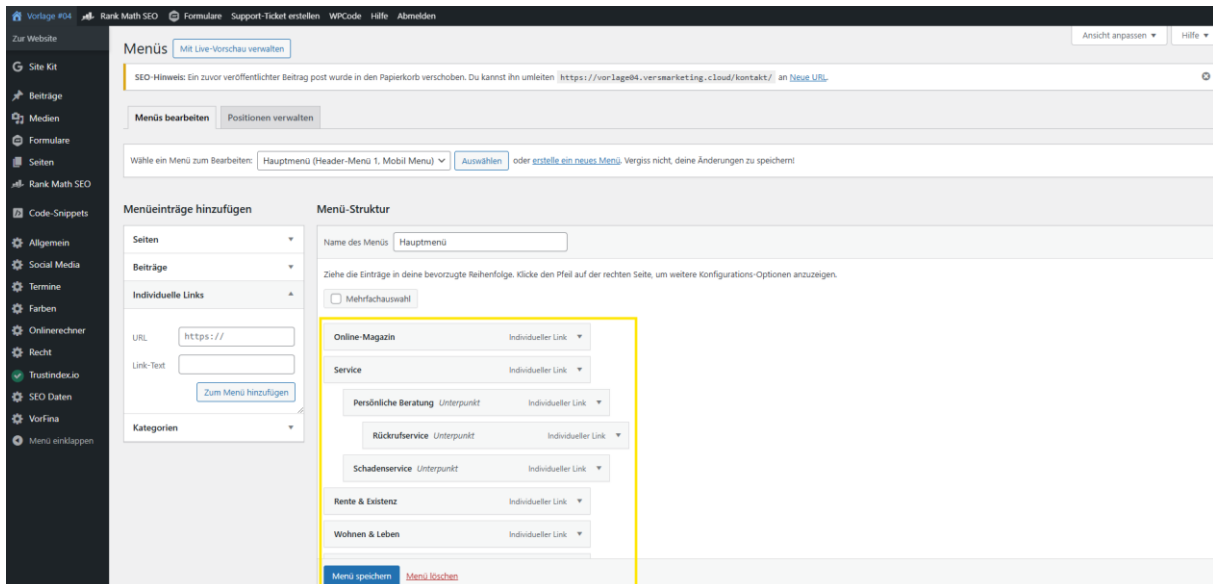 Vorlage #04 Rank Math SEO Formulare Support-Ticket erstellen WPCode Hilfe Abmelden
Zur Website
Site Kit
Beiträge
Medien
Formulare
Seiten
Rank Math SEO
Code-Snippets
Allgemein
Social Media
Termine
Farben
Onlinerechner
Recht
Trustindex.io
SEO Daten
VorFina
Menü einklappen
Ansicht anpassen Hilfe
Menüs Mit Live-Vorschau verwalten
SEO-Hinweis: Ein zuvor veröffentlichter Beitrag post wurde in den Papierkorb verschoben. Du kannst ihn umleiten https://vorlage04.versmarketing.cloud/kontakt/ an Neue URL.
Menüs bearbeiten Positionen verwalten
Wähle ein Menü zum Bearbeiten: Hauptmenü (Header-Menü 1, Mobil Menu) Auswählen oder erstelle ein neues Menü. Vergiss nicht, deine Änderungen zu speichern!
Menüeinträge hinzufügen
Seiten
Beiträge
Individuelle Links
URL https://
Link-Text
Zum Menü hinzufügen
Kategorien
Menü-Struktur
Name des Menüs Hauptmenü
Ziehe die Einträge in deine bevorzugte Reihenfolge. Klicke den Pfeil auf der rechten Seite, um weitere Konfigurations-Optionen anzuzeigen.
Mehrfachauswahl
Online-Magazin Individueller Link
Service Individueller Link
Persönliche Beratung Unterpunkt Individueller Link
Rückrufservice Unterpunkt Individueller Link
Schadenservice Unterpunkt Individueller Link
Rente & Existenz Individueller Link
Wohnen & Leben Individueller Link
Menü speichern Menü löschen